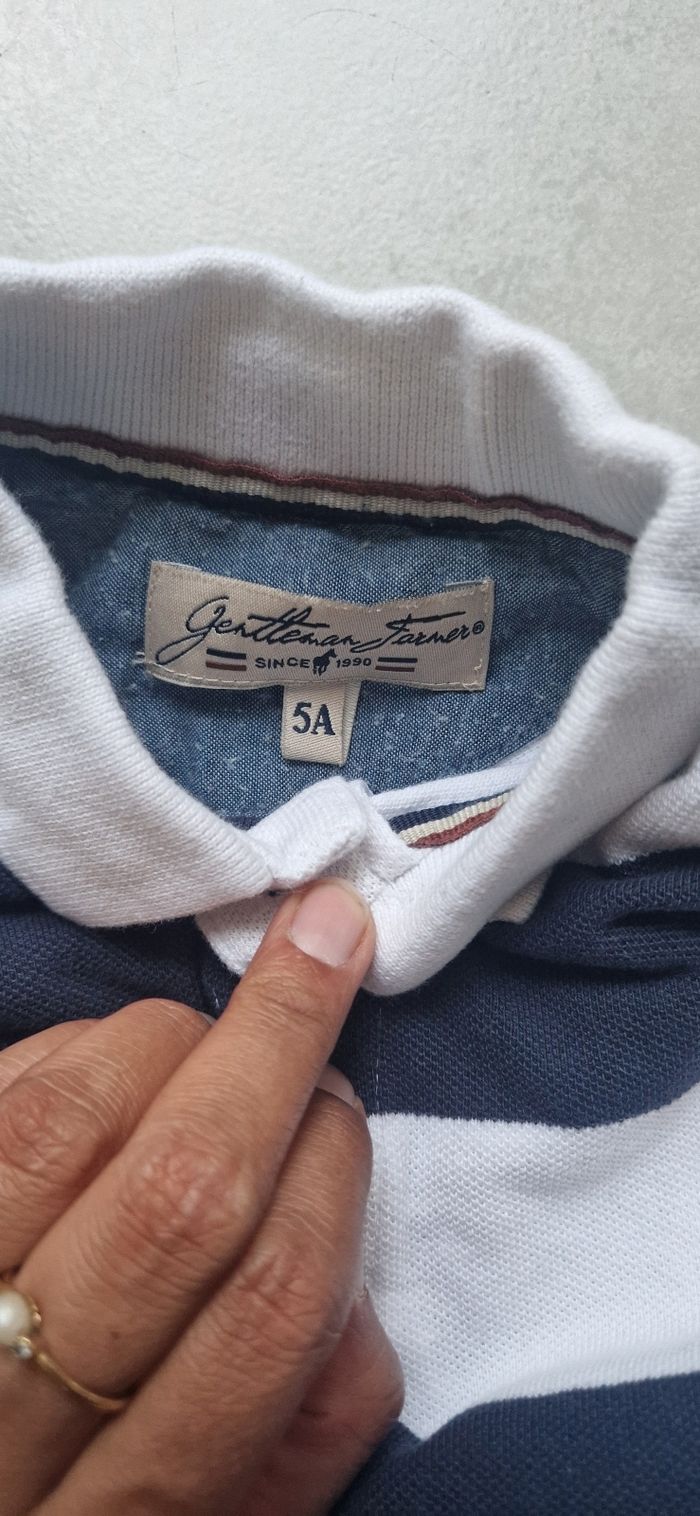 Gentleman Farmer®
SINCE 1990
5A